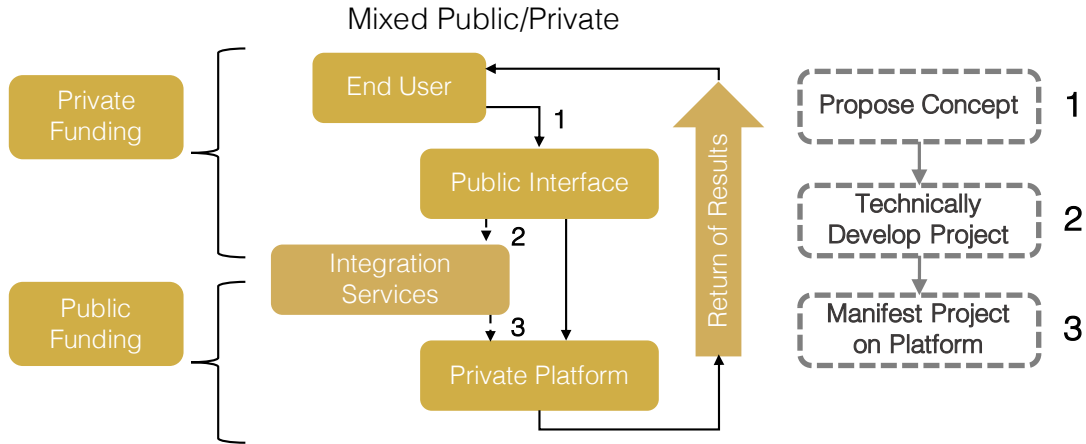 Mixed Public/Private
Private
Funding
End User
1
Public Interface
2
Integration
Services
Public
Funding
3
Private Platform
Return of Results
Propose Concept
1
Technically
Develop Project
2
Manifest Project
on Platform
3